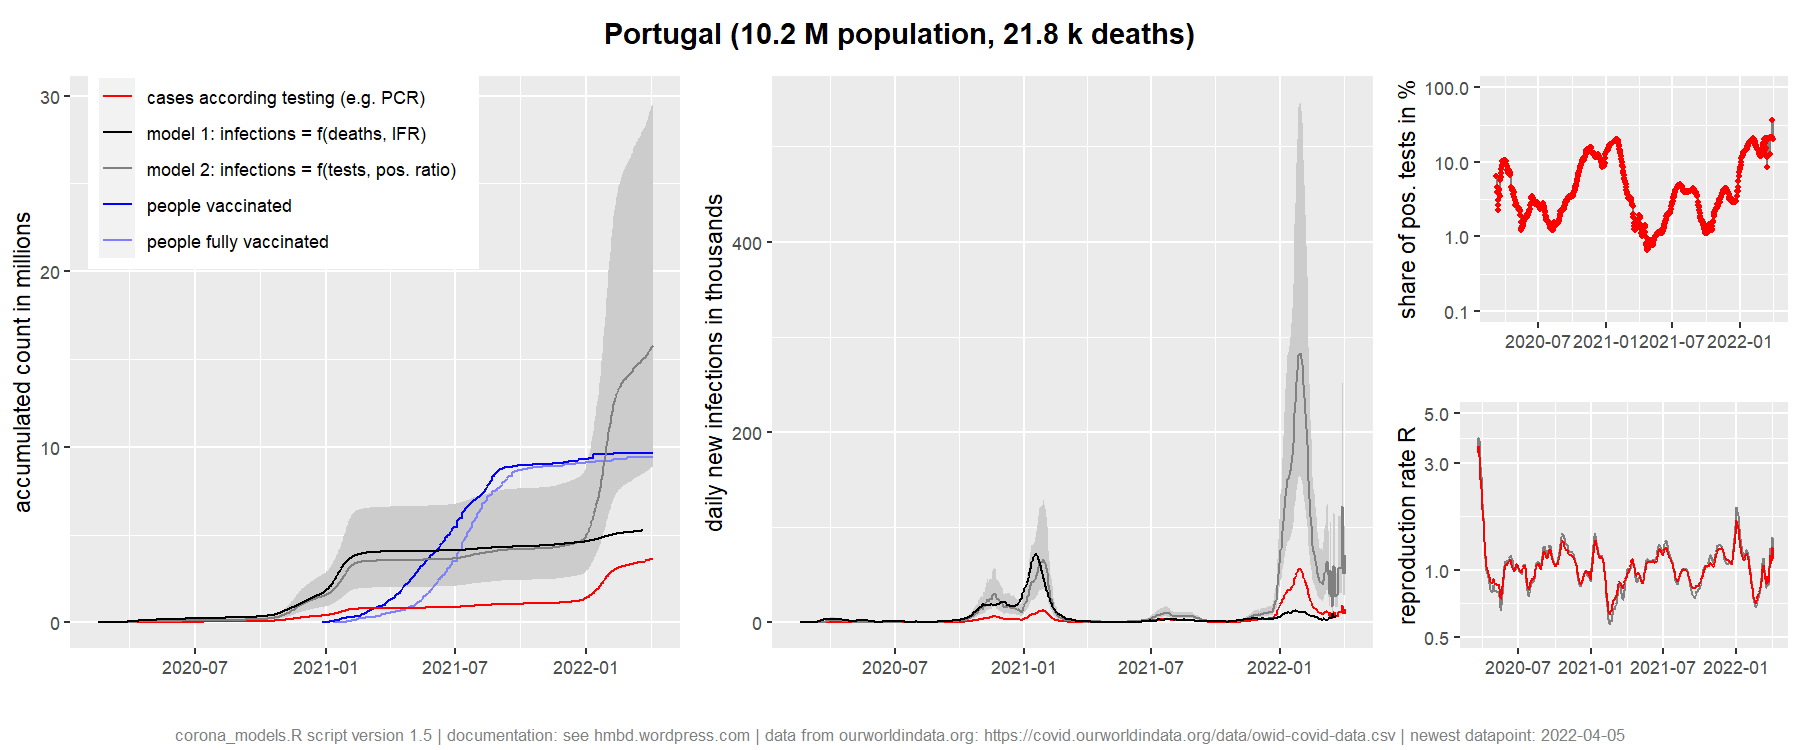 Portugal (10.2 M population, 21.8 k deaths)
accumulated count in millions
30
20
10
0
cases according testing (e.g. PCR)
model 1: infections = f(deaths, IFR)
model 2: infections = f(tests, pos. ratio)
people vaccinated
people fully vaccinated
2020-07 2021-01 2021-07 2022-01
daily new infections in thousands
400
200
0
2020-07 2021-01 2021-07 2022-01
share of pos. tests in %
100.0
10.0
1.0
0.1
2020-07 2021-01 2021-07 2022-01
reproduction rate R
5.0
3.0
1.0
0.5
2020-07 2021-01 2021-07 2022-01
corona_models.R script version 1.5 | documentation: see hmbd.wordpress.com | data from ourworldindata.org: https://covid.ourworldindata.org/data/owid-covid-data.csv | newest datapoint: 2022-04-05